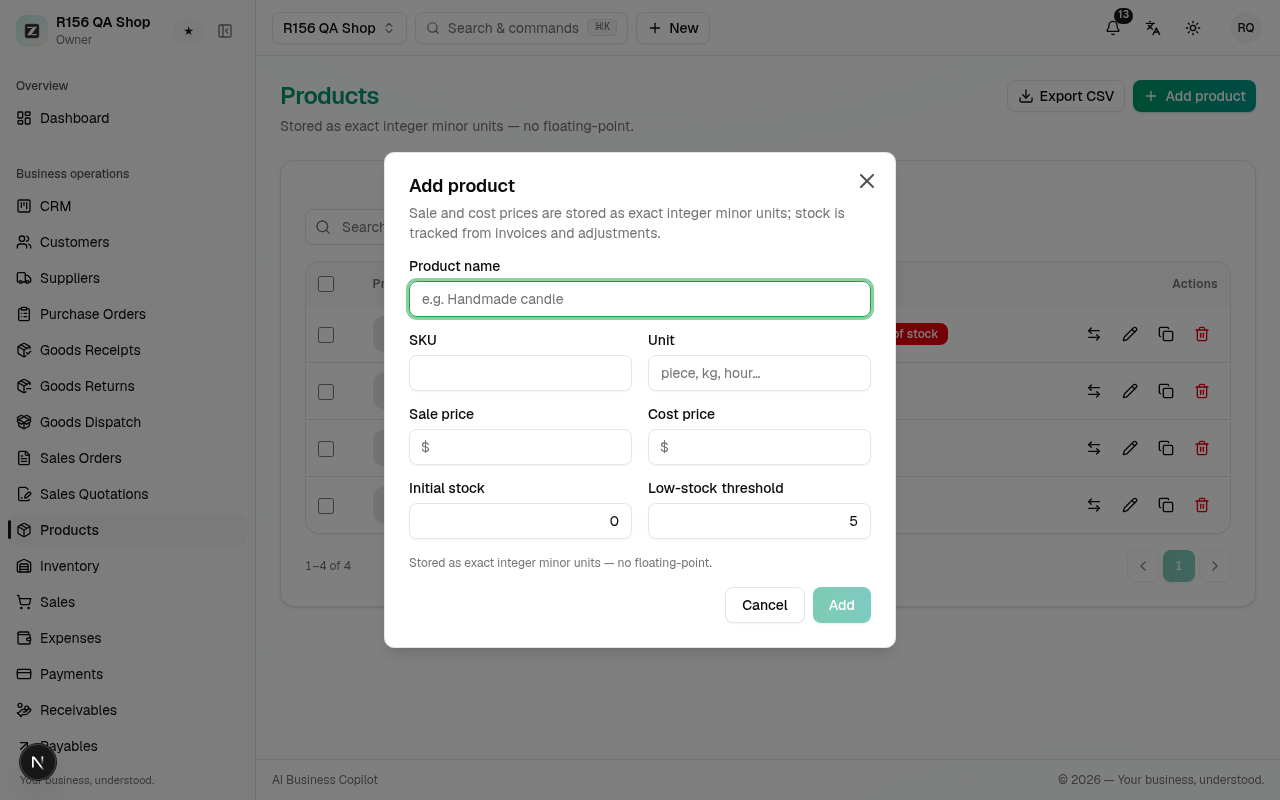 R156 QA Shop
Owner
R156 QA Shop
Search & commands
⌘K
New
13
RQ
Overview
Dashboard
Business operations
CRM
Customers
Suppliers
Purchase Orders
Goods Receipts
Goods Returns
Goods Dispatch
Sales Orders
Sales Quotations
Products
Inventory
Sales
Expenses
Payments
Receivables
Payables
Your business, understood.
Products
Stored as exact integer minor units — no floating-point.
Export CSV
Add product
Actions
of stock
1–4 of 4
1
Add product
Sale and cost prices are stored as exact integer minor units; stock is
tracked from invoices and adjustments.
Product name
e.g. Handmade candle
SKU
Unit
piece, kg, hour…
Sale price
Cost price
$
$
Initial stock
Low-stock threshold
0
5
Stored as exact integer minor units — no floating-point.
Cancel
Add
AI Business Copilot
© 2026 — Your business, understood.